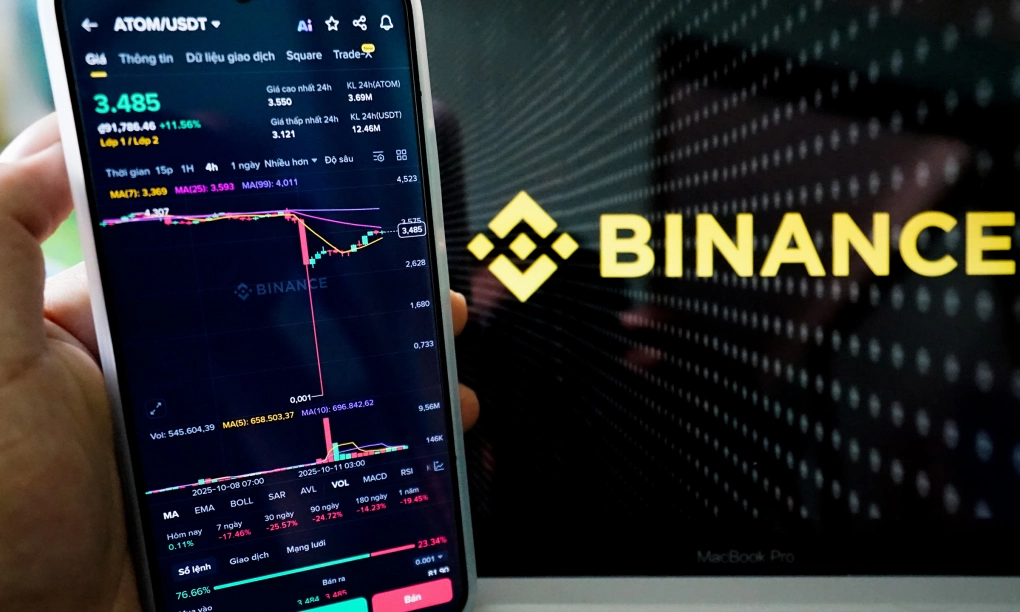 ATOM/USDT
Ai
Giá Thông tin Dữ liệu giao dịch Square Trade-X
3.485
₫91,786.46 +11.56%
Lớp 1 / Lớp 2
Giá cao nhất 24h
3.550
KL 24h(ATOM)
3.69M
Giá thấp nhất 24h
3.121
KL 24h(USDT)
12.46M
Thời gian 15p 1H 4h 1 ngày Nhiều hơn Độ sâu
MA(7): 3,369 MA(25): 3,593 MA(99): 4,011
4,523
4,307
3,575
3,485
2,628
BINANCE
1,680
0,733
0,001
Vol: 545.604,39 MA(5): 658.503,37 MA(10): 696.842,62
9,56M
146K
2025-10-08 07:00 2025-10-11 03:00
MA EMA BOLL SAR AVL VOL MACD RSI
Hôm nay 7 ngày 30 ngày 90 ngày 180 ngày 1 năm
0.11% -17.46% -25.57% -24.72% -14.23% -19.45%
Sổ lệnh Giao dịch Mạng lưới
76.66% 23.34%
0.001
Mua vào Bán ra
3.484 3.485
Bán
BINANCE
MacBook Pro